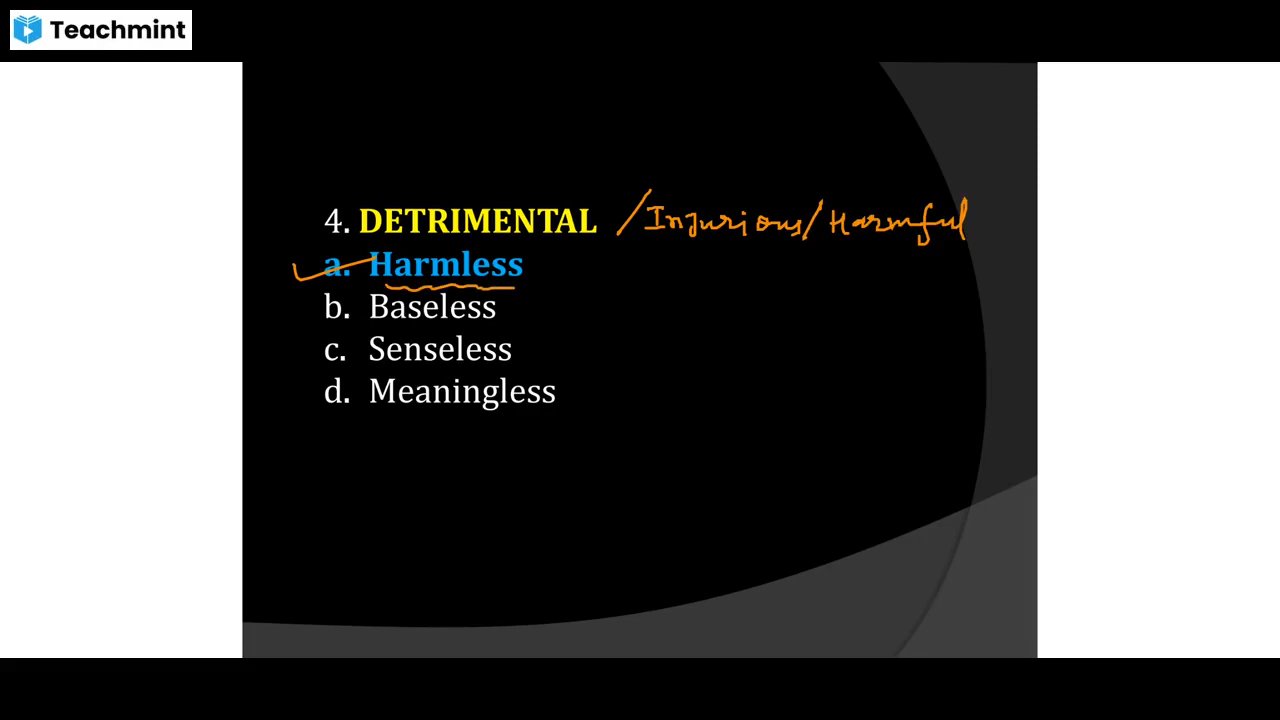 Teachmint
4. DETRIMENTAL /Injurious/Harmful
a. Harmless
b. Baseless
c. Senseless
d. Meaningless